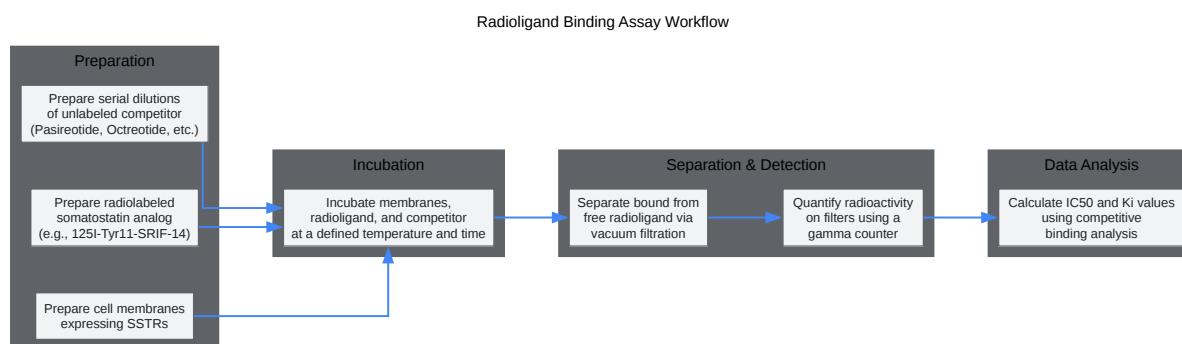 Radioligand Binding Assay Workflow
Preparation
Prepare serial dilutions
of unlabeled competitor
(Pasireotide, Octreotide, etc.)
Prepare radiolabeled
somatostatin analog
(e.g., 125I-Tyr11-SRIF-14)
Prepare cell membranes
expressing SSTRs
Incubation
Incubate membranes,
radioligand, and competitor
at a defined temperature and time
Separation & Detection
Separate bound from
free radioligand via
vacuum filtration
Quantify radioactivity
on filters using a
gamma counter
Data Analysis
Calculate IC50 and Ki values
using competitive
binding analysis